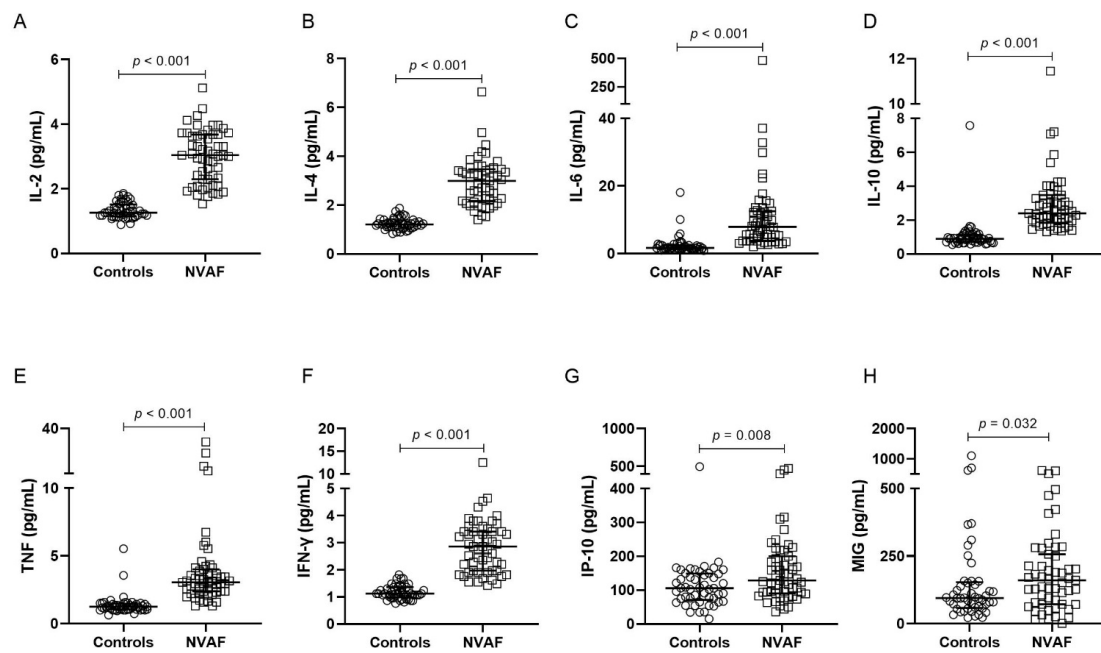 A
p < 0.001
IL-2 (pg/mL)
6
4
2
0
Controls NVAF
B
p < 0.001
IL-4 (pg/mL)
8
6
4
2
0
Controls NVAF
C
p < 0.001
IL-6 (pg/mL)
500
250
100
40
20
0
Controls NVAF
D
p < 0.001
IL-10 (pg/mL)
12
10
8
6
4
2
0
Controls NVAF
E
p < 0.001
TNF (pg/mL)
40
10
5
0
Controls NVAF
F
p < 0.001
IFN-γ (pg/mL)
20
15
10
5
5
4
3
2
1
0
Controls NVAF
G
p = 0.008
IP-10 (pg/mL)
1000
500
400
300
200
100
0
Controls NVAF
H
p = 0.032
MIG (pg/mL)
2000
1000
500
500
250
0
Controls NVAF